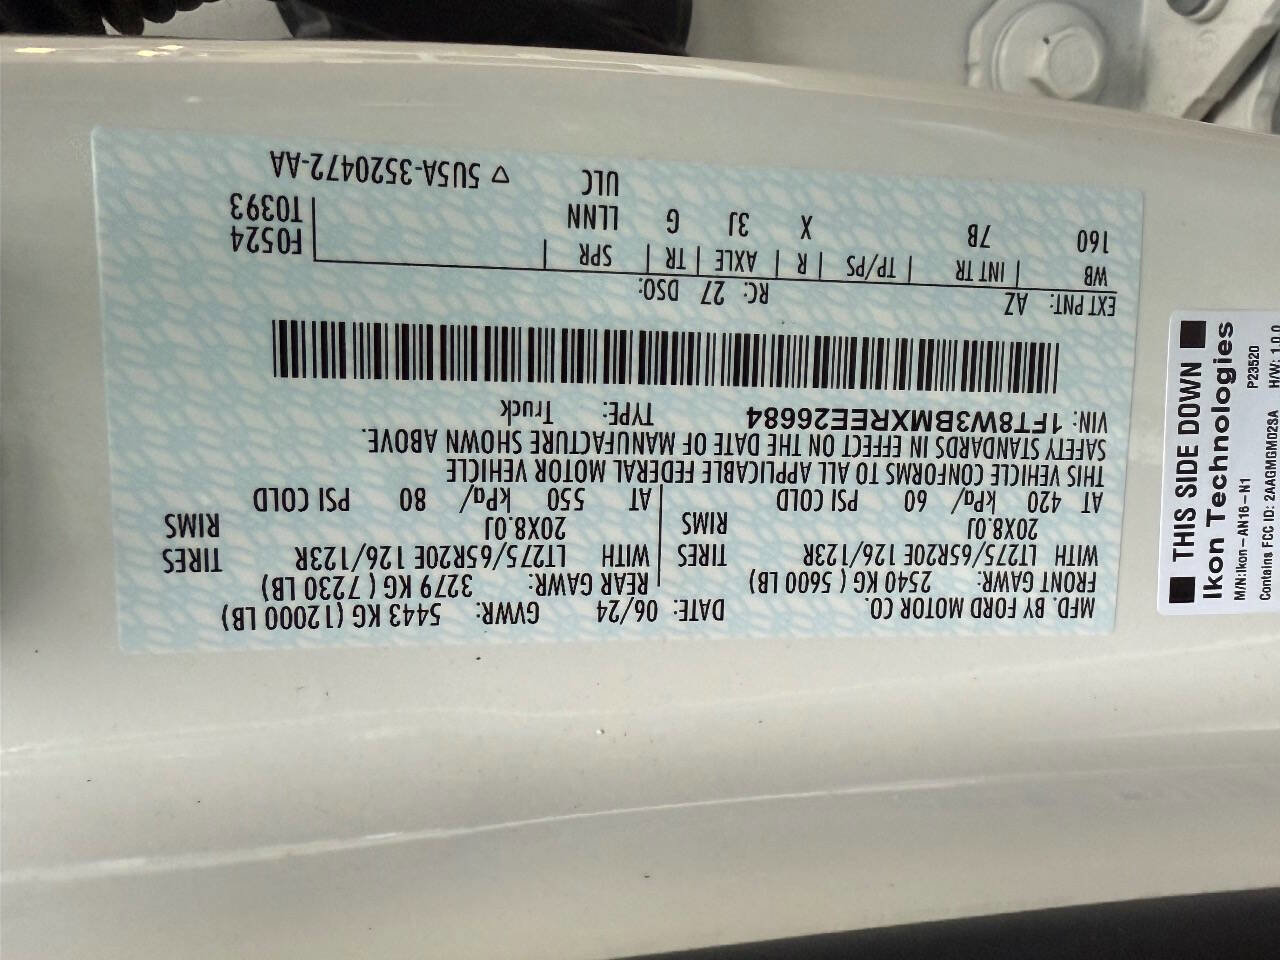 MFD. BY FORD MOTOR CO. DATE: 06/24 GVWR: 5443 KG (12000 LB)
FRONT GAWR: 2540 KG (5600 LB) REAR GAWR: 3279 KG (7230 LB)
WITH LT275/65R20E 126/123R TIRES WITH LT275/65R20E 126/123R TIRES
20X8.0J RIMS 20X8.0J RIMS
AT 420 kPa/ 60 PSI COLD AT 550 kPa/ 80 PSI COLD
THIS VEHICLE CONFORMS TO ALL APPLICABLE FEDERAL MOTOR VEHICLE
SAFETY STANDARDS IN EFFECT ON THE DATE OF MANUFACTURE SHOWN ABOVE.
VIN: 1FT8W3BMXREE26684 TYPE: Truck
EXT PNT: AZ RC: 27 DSO:
WB | INT TR | TP/PS | R | AXLE | TR | SPR | F0524
160 7B X 3J G LLNN T0393
ULC ▽ 5U5A-3520472-AA
■ THIS SIDE DOWN ■
Ikon Technologies
M/N:Ikon-AN16-N1 P23520
Contains FCC ID: 2AAGMGM02SA H/W: 1.0.0